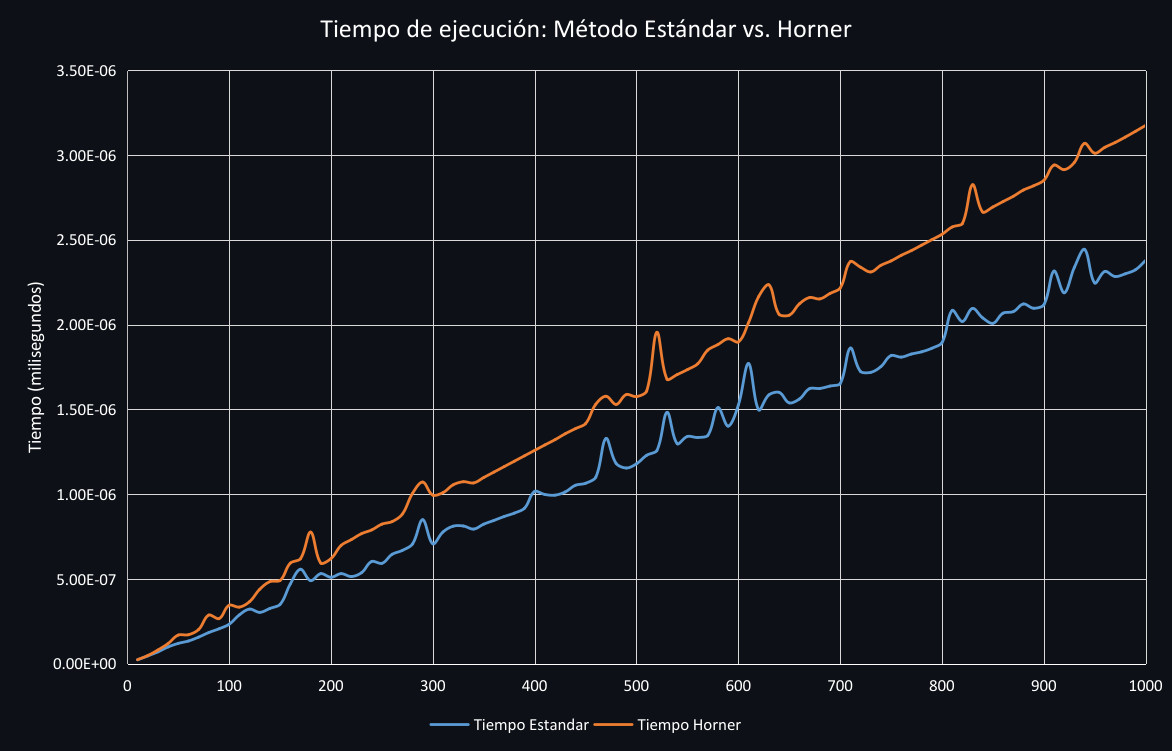 Tiempo de ejecución: Método Estándar vs. Horner
3.50E-06
3.00E-06
2.50E-06
2.00E-06
1.50E-06
1.00E-06
5.00E-07
0.00E+00
Tiempo (milisegundos)
0 100 200 300 400 500 600 700 800 900 1000
Tiempo Estandar Tiempo Horner